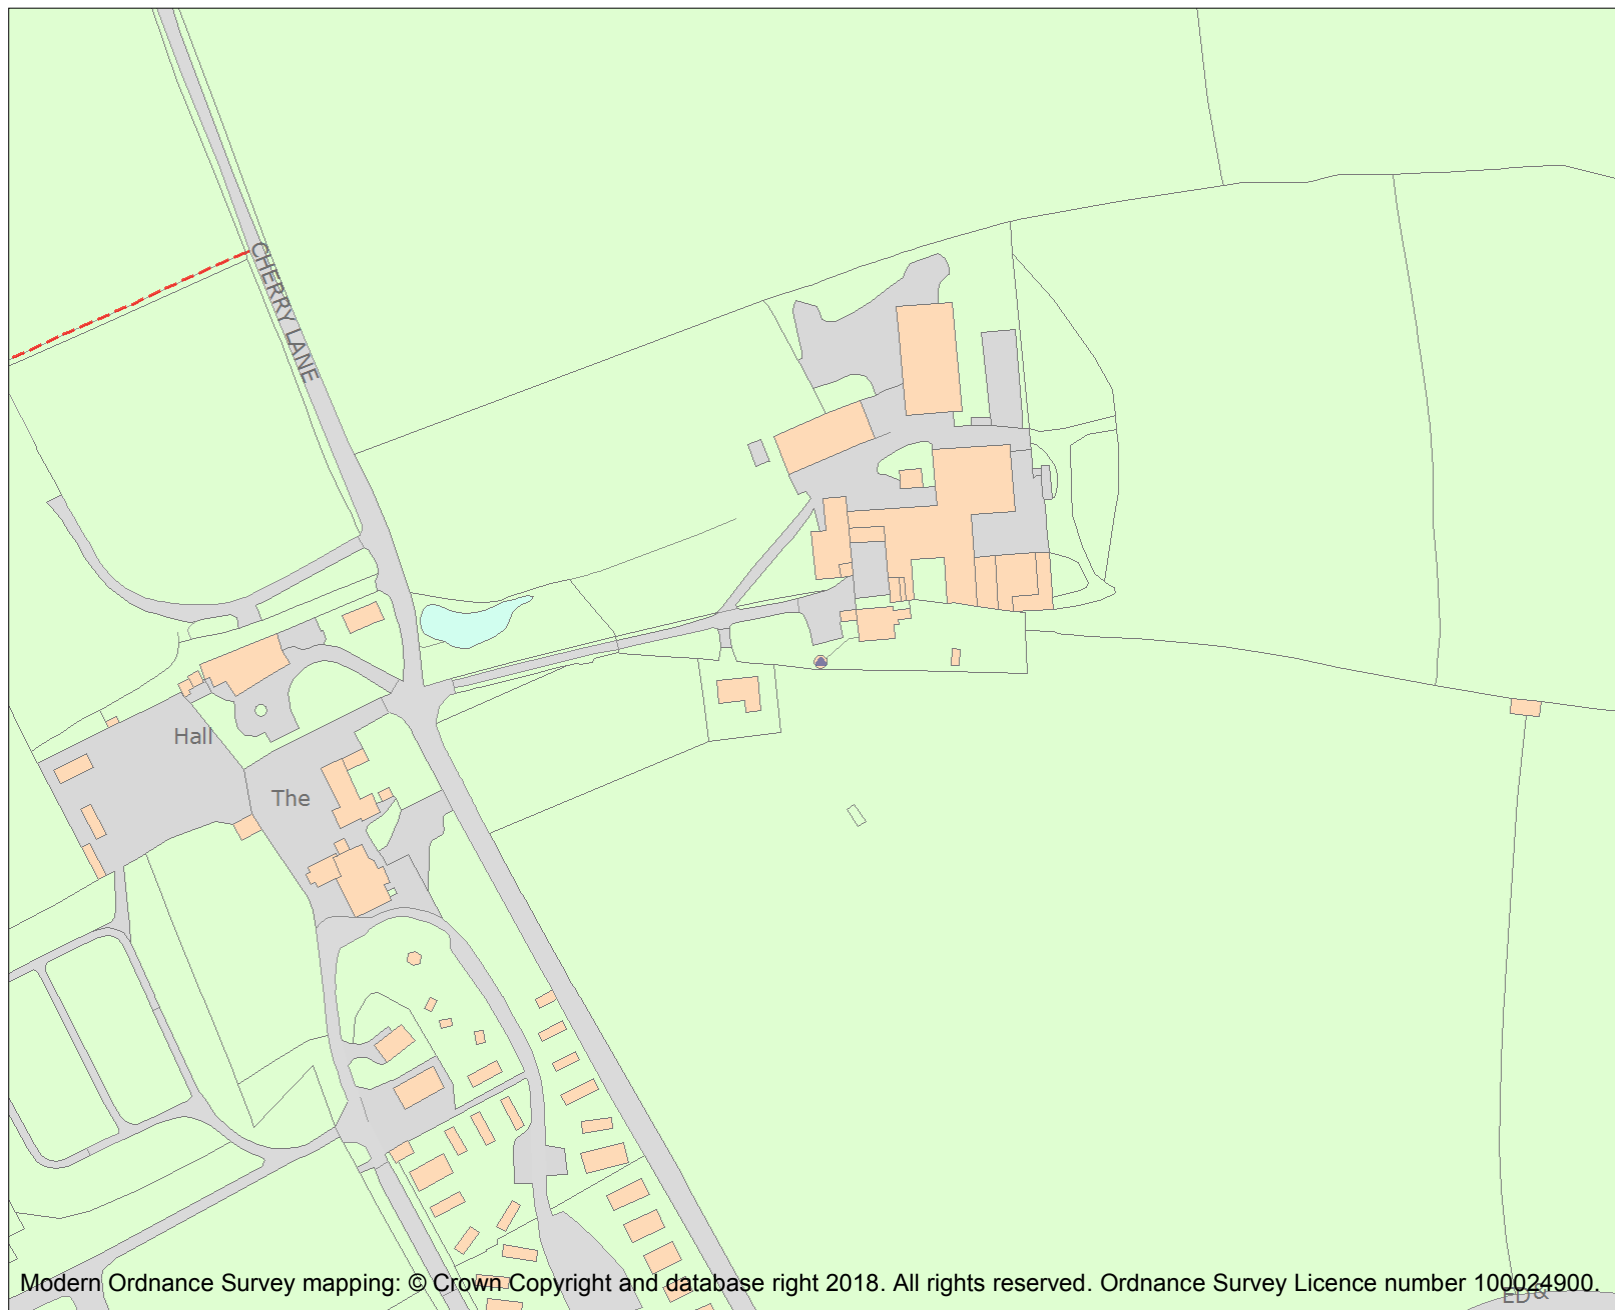 CHERRY LANE
Hall
The
Modern Ordnance Survey mapping: © Crown Copyright and database right 2018. All rights reserved. Ordnance Survey Licence number 100024900.
ED &